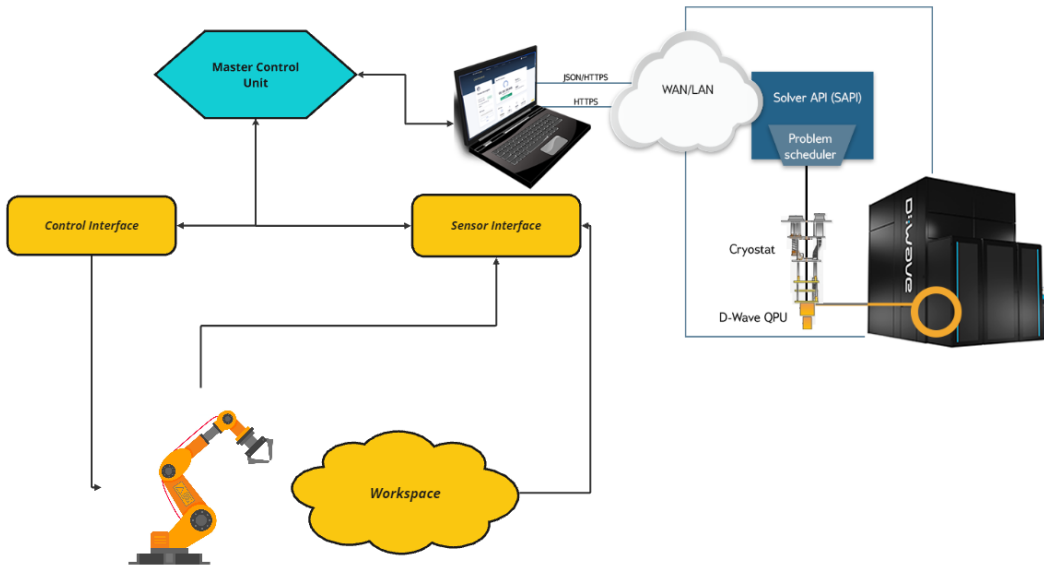 Master Control
Unit
JSON/HTTPS
HTTPS
WAN/LAN
Solver API (SAPI)
Problem
scheduler
Control Interface
Sensor Interface
Cryostat
D-Wave QPU
D:wave
Workspace